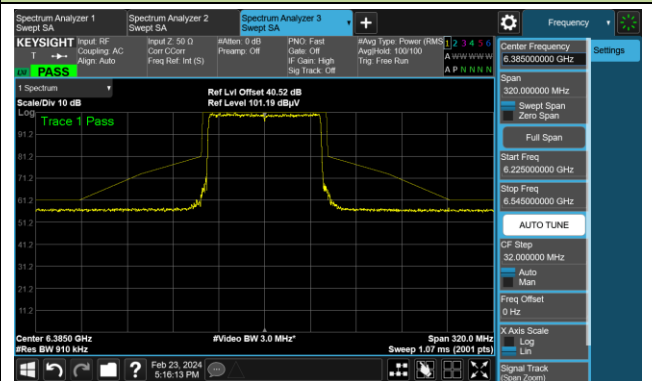 Spectrum Analyzer 1
Swept SA
Spectrum Analyzer 2
Swept SA
Spectrum Analyzer 3
Swept SA
Frequency
KEYSIGHT
T
PASS
Input: RF
Coupling: AC
Align: Auto
Input Z: 50 Ω
Corr CCorr
Freq Ref: Int (S)
#Atten: 0 dB
Preamp: Off
PNO: Fast
Gate: Off
IF Gain: High
Sig Track: Off
#Avg Type: Power (RMS)
Avg|Hold: 100/100
Trig: Free Run
1 2 3 4 5 6
A W W W W W
A P N N N N
Center Frequency
6.385000000 GHz
Settings
Span
320.000000 MHz
Swept Span
Zero Span
Full Span
Start Freq
6.225000000 GHz
Stop Freq
6.545000000 GHz
AUTO TUNE
CF Step
32.000000 MHz
Auto
Man
Freq Offset
0 Hz
X Axis Scale
Log
Lin
Signal Track
(Span Zoom)
1 Spectrum
Scale/Div 10 dB
Ref Lvl Offset 40.52 dB
Ref Level 101.19 dBµV
Log
Trace 1 Pass
91.2
81.2
71.2
61.2
51.2
41.2
31.2
21.2
11.2
Center 6.3850 GHz
#Res BW 910 kHz
#Video BW 3.0 MHz*
Span 320.0 MHz
Sweep 1.07 ms (2001 pts)
Feb 23, 2024
5:16:13 PM